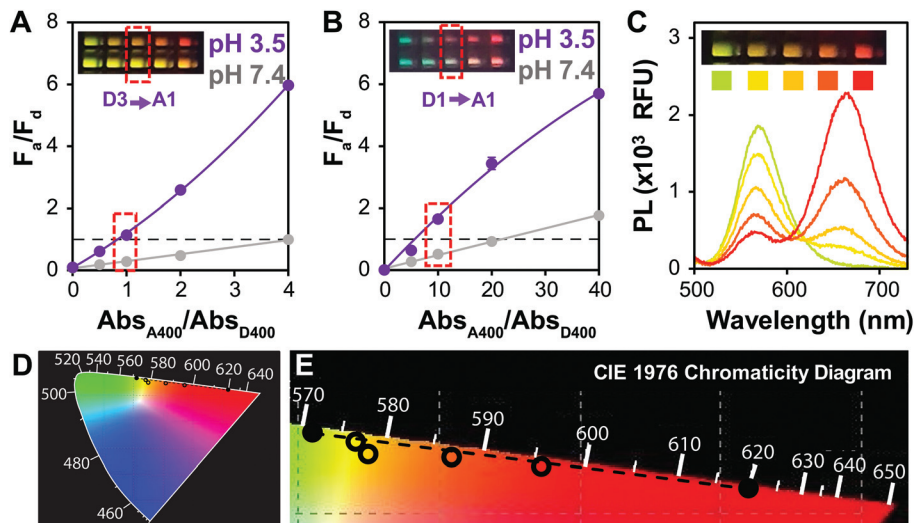 A
8
6
4
2
0
0
1
2
3
4
F_a/F_d
Abs_A400/Abs_D400
pH 3.5
pH 7.4
D3→A1
B
8
6
4
2
0
0
10
20
30
40
F_a/F_d
Abs_A400/Abs_D400
pH 3.5
pH 7.4
D1→A1
C
3
2
1
0
500
600
700
PL (x10³ RFU)
Wavelength (nm)
D
520
540
560
580
600
620
640
500
480
460
E
CIE 1976 Chromaticity Diagram
570
580
590
600
610
620
630
640
650